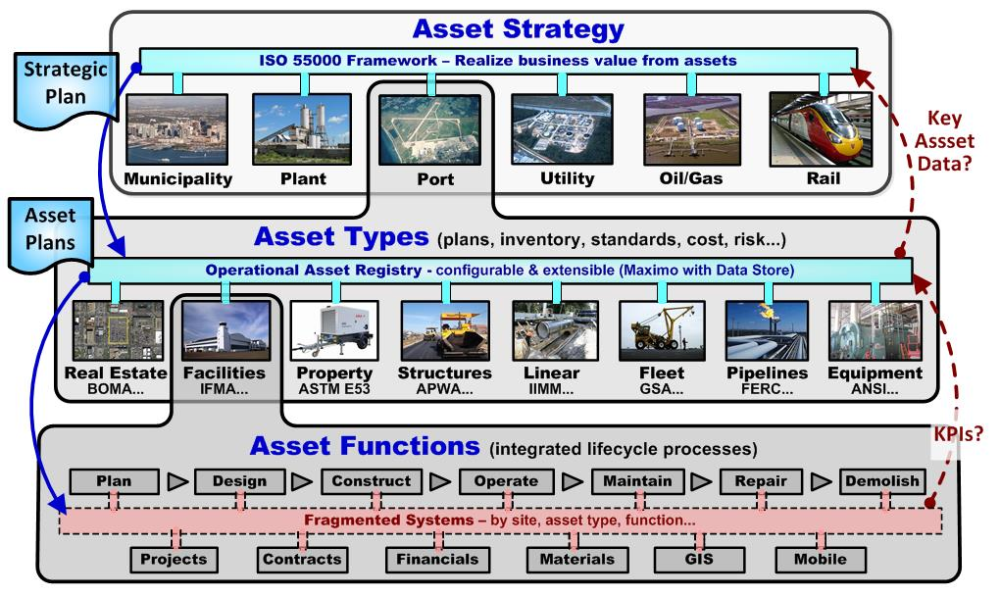 Asset Strategy
Strategic
Plan
ISO 55000 Framework – Realize business value from assets
Municipality
Plant
Port
Utility
Oil/Gas
Rail
Key
Assset
Data?
Asset
Plans
Asset Types (plans, inventory, standards, cost, risk...)
Operational Asset Registry - configurable & extensible (Maximo with Data Store)
Real Estate
BOMA...
Facilities
IFMA...
Property
ASTM E53
Structures
APWA...
Linear
IIMM...
Fleet
GSA...
Pipelines
FERC...
Equipment
ANSI...
KPIs?
Asset Functions (integrated lifecycle processes)
Plan
Design
Construct
Operate
Maintain
Repair
Demolish
Fragmented Systems – by site, asset type, function...
Projects
Contracts
Financials
Materials
GIS
Mobile